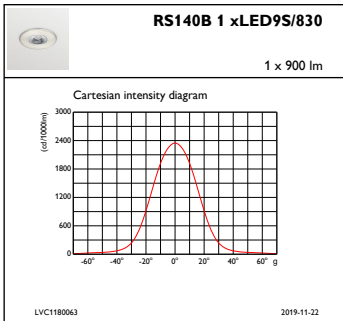 RS140B 1 xLED9S/830
1 x 900 lm
Cartesian intensity diagram
(cd/1000lm)
3000
2400
1800
1200
600
0
-60° -40° -20° 0° 20° 40° 60° g
LVC1180063 2019-11-22